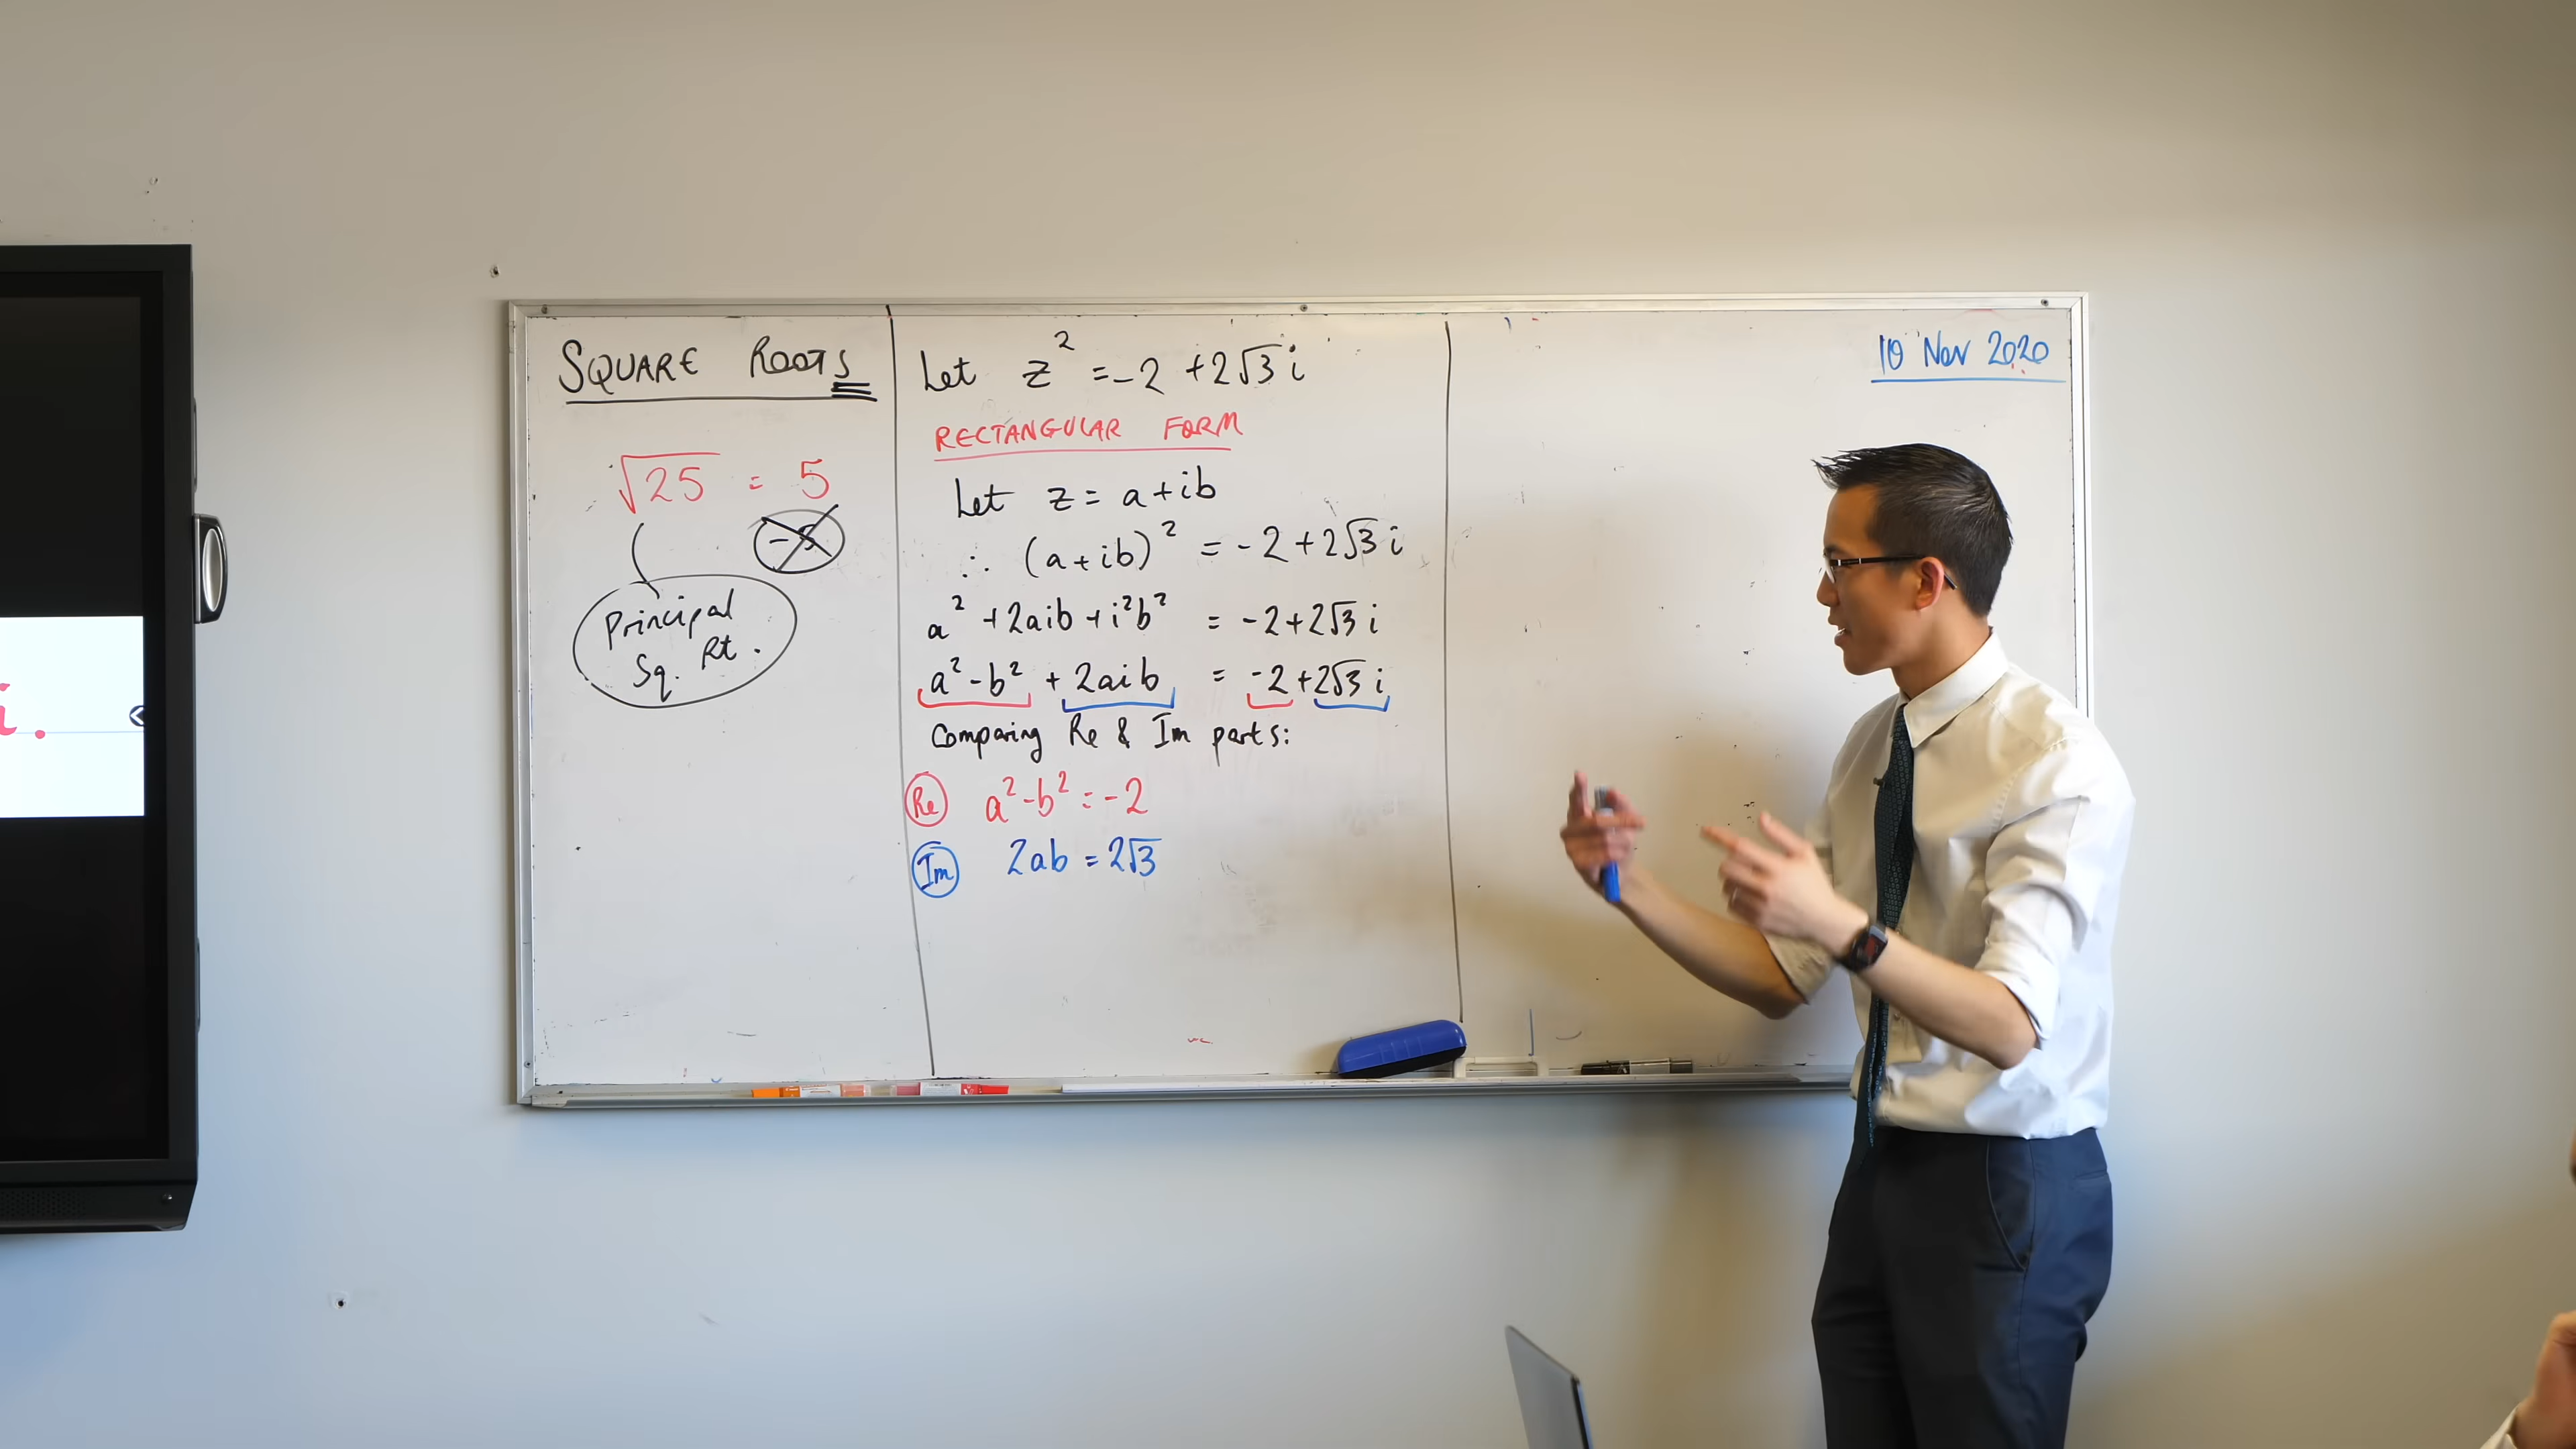 SQUARE ROOTS
√25 = 5
-5
Principal
Sq. Rt.
Let z² = -2 + 2√3 i
RECTANGULAR FORM
Let z = a + ib
∴ (a + ib)² = -2 + 2√3 i
a² + 2aib + i²b² = -2 + 2√3 i
a² - b² + 2aib = -2 + 2√3 i
Comparing Re & Im parts:
Re a² - b² = -2
Im 2ab = 2√3
10 Nov 2020
i.